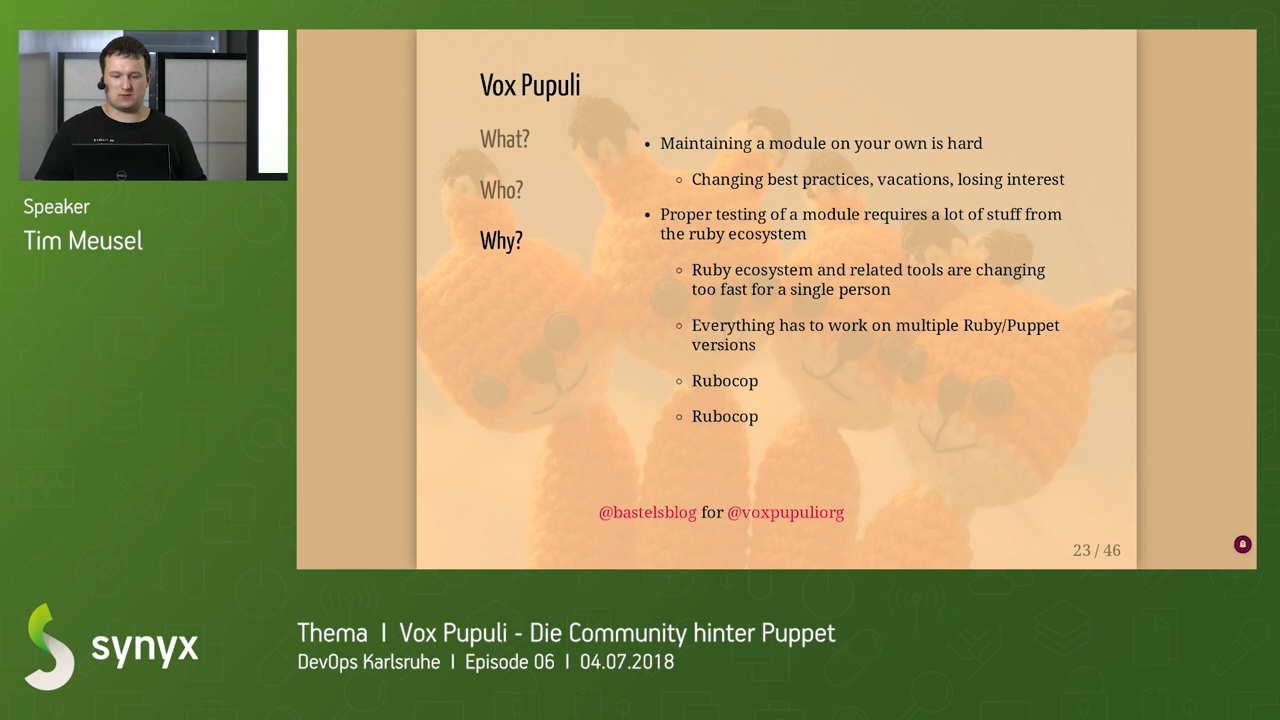 Speaker
Tim Meusel
Vox Pupuli
What?
Who?
Why?
• Maintaining a module on your own is hard
◦ Changing best practices, vacations, losing interest
• Proper testing of a module requires a lot of stuff from
the ruby ecosystem
◦ Ruby ecosystem and related tools are changing
too fast for a single person
◦ Everything has to work on multiple Ruby/Puppet
versions
◦ Rubocop
◦ Rubocop
@bastelsblog for @voxpupuliorg
23 / 46
synyx
Thema I Vox Pupuli - Die Community hinter Puppet
DevOps Karlsruhe I Episode 06 I 04.07.2018